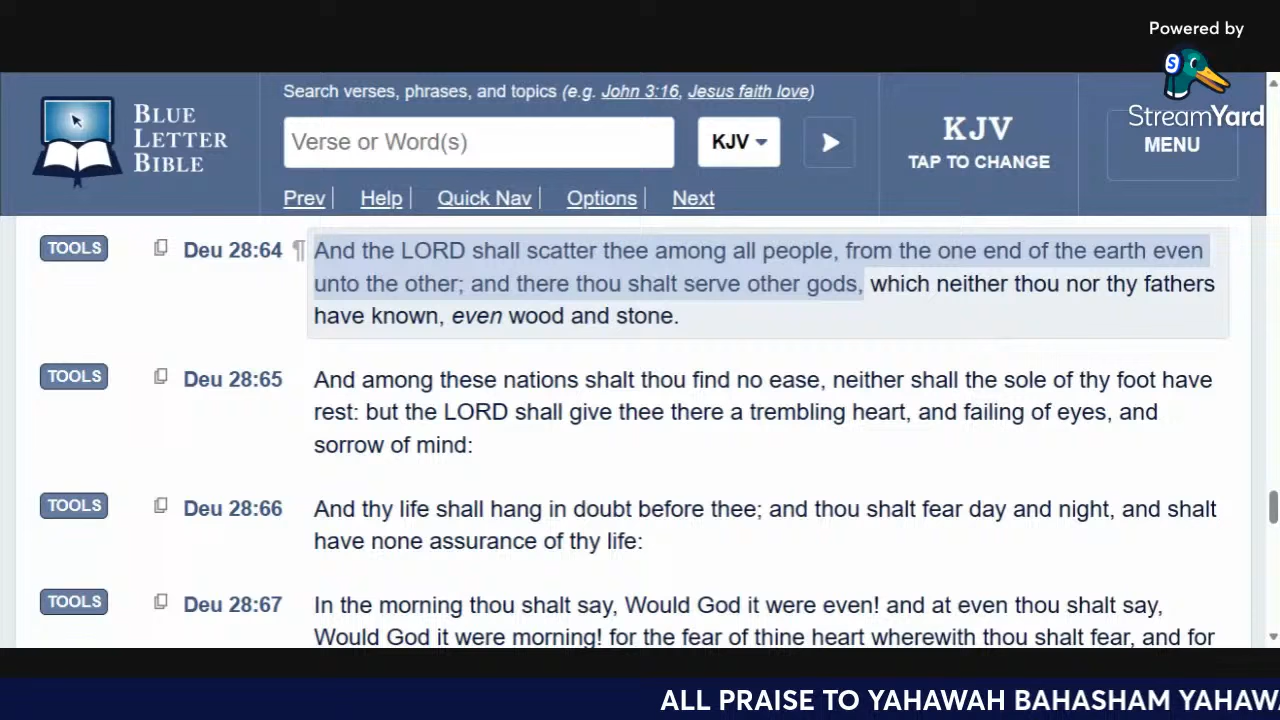 Powered by
StreamYard
BLUE
LETTER
BIBLE
Search verses, phrases, and topics (e.g. John 3:16, Jesus faith love)
Verse or Word(s)
KJV
KJV
TAP TO CHANGE
MENU
Prev
Help
Quick Nav
Options
Next
TOOLS Deu 28:64 ¶ And the LORD shall scatter thee among all people, from the one end of the earth even
unto the other; and there thou shalt serve other gods, which neither thou nor thy fathers
have known, even wood and stone.
TOOLS Deu 28:65 And among these nations shalt thou find no ease, neither shall the sole of thy foot have
rest: but the LORD shall give thee there a trembling heart, and failing of eyes, and
sorrow of mind:
TOOLS Deu 28:66 And thy life shall hang in doubt before thee; and thou shalt fear day and night, and shalt
have none assurance of thy life:
TOOLS Deu 28:67 In the morning thou shalt say, Would God it were even! and at even thou shalt say,
Would God it were morning! for the fear of thine heart wherewith thou shalt fear, and for
ALL PRAISE TO YAHAWAH BAHASHAM YAHAWA